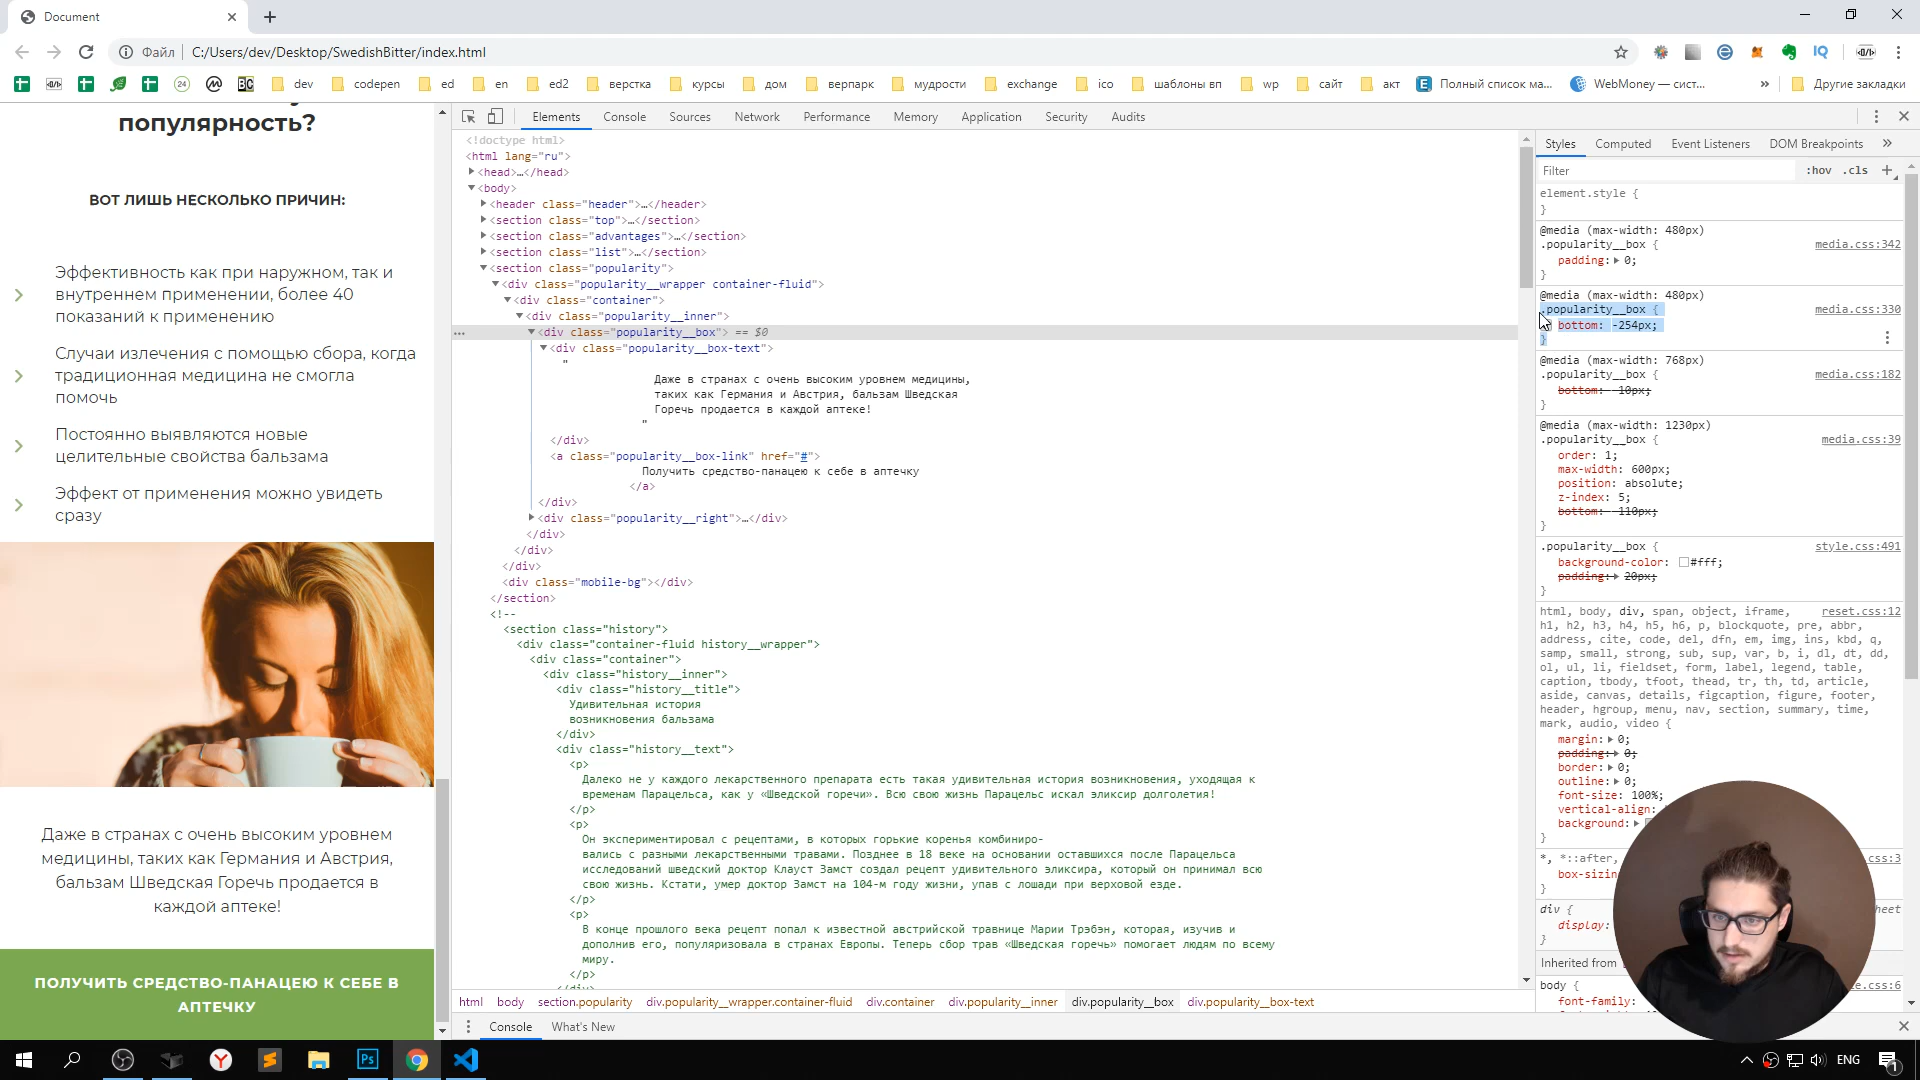 Document
Файл
C:/Users/dev/Desktop/SwedishBitter/index.html
IQ
24
BC
dev
codepen
ed
en
ed2
верстка
курсы
дом
верпарк
мудрости
exchange
ico
шаблоны вп
wp
сайт
акт
Полный список ма...
WebMoney — сист...
»
Другие закладки
популярность?
ВОТ ЛИШЬ НЕСКОЛЬКО ПРИЧИН:
Эффективность как при наружном, так и
внутреннем применении, более 40
показаний к применению
Случаи излечения с помощью сбора, когда
традиционная медицина не смогла
помочь
Постоянно выявляются новые
целительные свойства бальзама
Эффект от применения можно увидеть
сразу
Даже в странах с очень высоким уровнем
медицины, таких как Германия и Австрия,
бальзам Шведская Горечь продается в
каждой аптеке!
ПОЛУЧИТЬ СРЕДСТВО-ПАНАЦЕЮ К СЕБЕ В
АПТЕЧКУ
Elements Console Sources Network Performance Memory Application Security Audits
<!doctype html>
<html lang="ru">
<head>…</head>
<body>
<header class="header">…</header>
<section class="top">…</section>
<section class="advantages">…</section>
<section class="list">…</section>
<section class="popularity">
<div class="popularity__wrapper container-fluid">
<div class="container">
<div class="popularity__inner">
<div class="popularity__box"> == $0
<div class="popularity__box-text">
"
Даже в странах с очень высоким уровнем медицины,
таких как Германия и Австрия, бальзам Шведская
Горечь продается в каждой аптеке!
"
</div>
<a class="popularity__box-link" href="#">
Получить средство-панацею к себе в аптечку
</a>
</div>
<div class="popularity__right">…</div>
</div>
</div>
</div>
<div class="mobile-bg"></div>
</section>
<!--
<section class="history">
<div class="container-fluid history__wrapper">
<div class="container">
<div class="history__inner">
<div class="history__title">
Удивительная история
возникновения бальзама
</div>
<div class="history__text">
<p>
Далеко не у каждого лекарственного препарата есть такая удивительная история возникновения, уходящая к
временам Парацельса, как у «Шведской горечи». Всю свою жизнь Парацельс искал эликсир долголетия!
</p>
<p>
Он экспериментировал с рецептами, в которых горькие коренья комбиниро-
вались с разными лекарственными травами. Позднее в 18 веке на основании оставшихся после Парацельса
исследований шведский доктор Клауст Замст создал рецепт удивительного эликсира, который он принимал всю
свою жизнь. Кстати, умер доктор Замст на 104-м году жизни, упав с лошади при верховой езде.
</p>
<p>
В конце прошлого века рецепт попал к известной австрийской травнице Марии Трэбэн, которая, изучив и
дополнив его, популяризовала в странах Европы. Теперь сбор трав «Шведская горечь» помогает людям по всему
миру.
</p>
</div>
html body section.popularity div.popularity__wrapper.container-fluid div.container div.popularity__inner div.popularity__box div.popularity__box-text
Console What's New
Styles Computed Event Listeners DOM Breakpoints »
Filter :hov .cls +
element.style {
}
@media (max-width: 480px)
.popularity__box { media.css:342
padding: 0;
}
@media (max-width: 480px)
.popularity__box { media.css:330
bottom: -254px;
}
@media (max-width: 768px)
.popularity__box { media.css:182
bottom: -10px;
}
@media (max-width: 1230px)
.popularity__box { media.css:39
order: 1;
max-width: 600px;
position: absolute;
z-index: 5;
bottom: -110px;
}
.popularity__box { style.css:491
background-color: #fff;
padding: 20px;
}
html, body, div, span, object, iframe, reset.css:12
h1, h2, h3, h4, h5, h6, p, blockquote, pre, abbr,
address, cite, code, del, dfn, em, img, ins, kbd, q,
samp, small, strong, sub, sup, var, b, i, dl, dt, dd,
ol, ul, li, fieldset, form, label, legend, table,
caption, tbody, tfoot, thead, tr, th, td, article,
aside, canvas, details, figcaption, figure, footer,
header, hgroup, menu, nav, section, summary, time,
mark, audio, video {
margin: 0;
padding: 0;
border: 0;
outline: 0;
font-size: 100%;
vertical-align:
background:
}
*, *::after, .css:3
box-sizin
}
div { heet
display:
}
Inherited from
body { e.css:6
font-family:
Ps
ENG
1